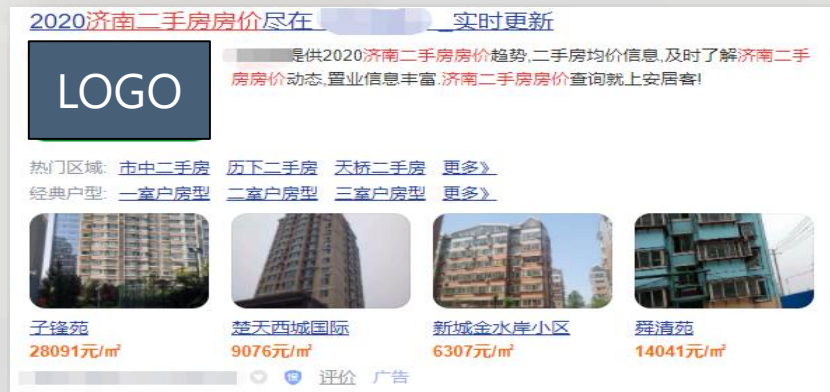 2020济南二手房房价尽在 _实时更新
LOGO
是供2020济南二手房房价趋势,二手房均价信息,及时了解济南二手
房房价动态,置业信息丰富.济南二手房房价查询就上安居客!
热门区域: 市中二手房 历下二手房 天桥二手房 更多》
经典户型: 一室户房型 二室户房型 三室户房型 更多》
子锋苑 楚天西城国际 新城金水岸小区 舜清苑
28091元/㎡ 9076元/㎡ 6307元/㎡ 14041元/㎡
保 评价 广告